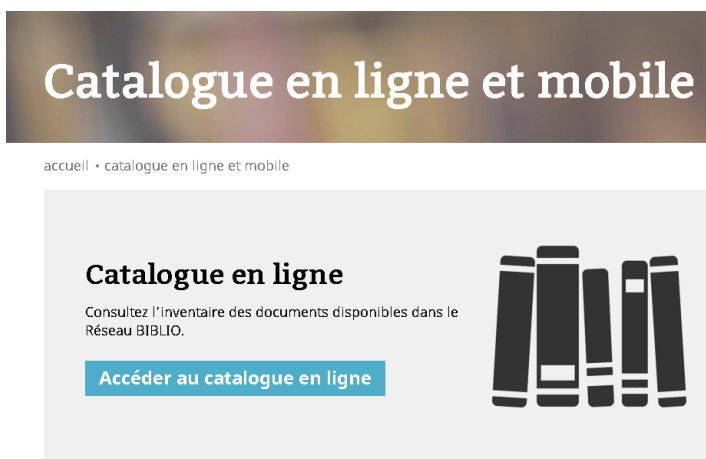 Catalogue en ligne et mobile
accueil • catalogue en ligne et mobile
Catalogue en ligne
Consultez l'inventaire des documents disponibles dans le
Réseau BIBLIO.
Accéder au catalogue en ligne